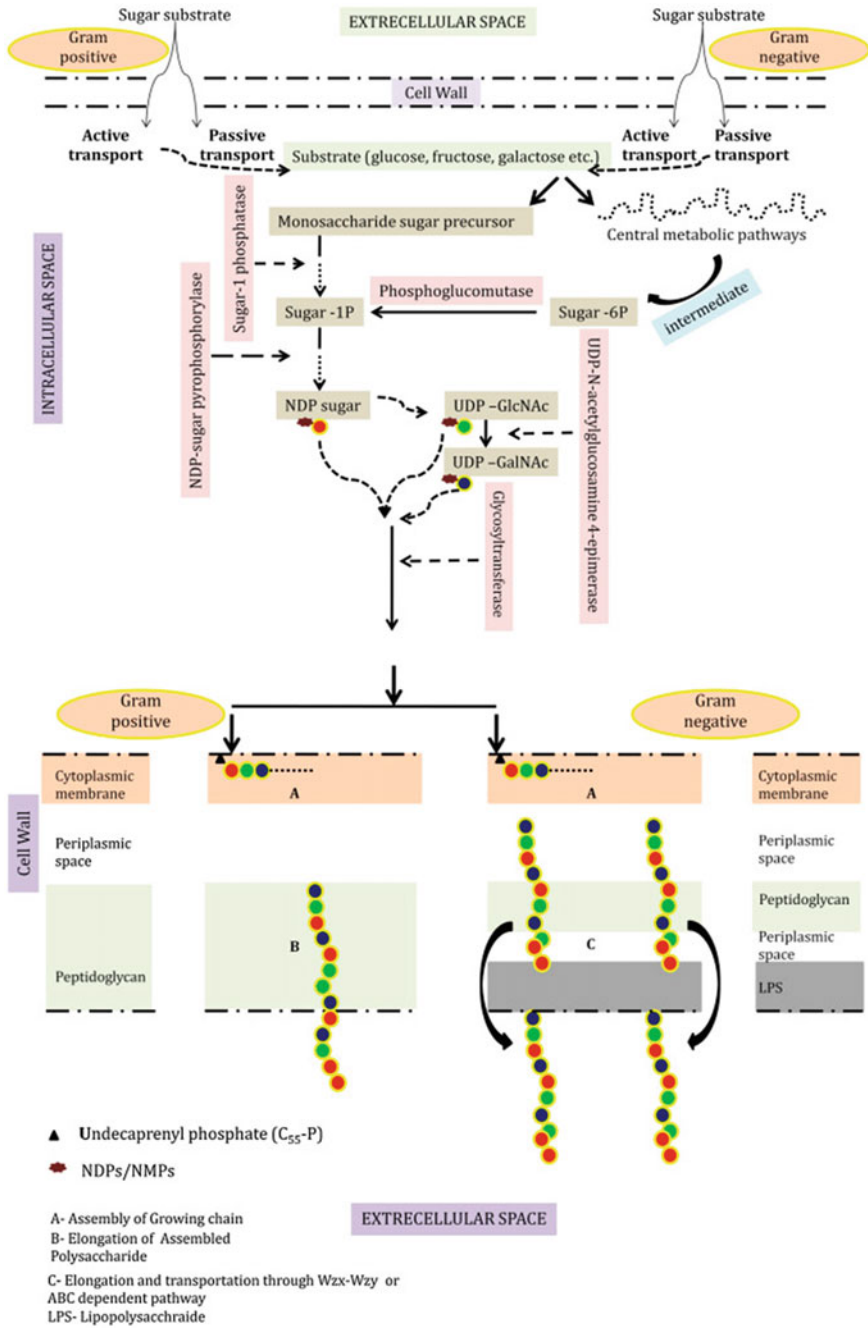 Sugar substrate
EXTRECELLULAR SPACE
Sugar substrate
Gram
positive
Gram
negative
Cell Wall
Active
transport
Passive
transport
Substrate (glucose, fructose, galactose etc.)
Active
transport
Passive
transport
Monosaccharide sugar precursor
Central metabolic pathways
INTRACELLULAR SPACE
NDP-sugar pyrophosphorylase
Sugar-1 phosphatase
Phosphoglucomutase
Sugar -1P
Sugar -6P
intermediate
NDP sugar
UDP –GlcNAc
UDP –GalNAc
UDP-N-acetylglucosamine 4-epimerase
Glycosyltransferase
Gram
positive
Gram
negative
Cell Wall
Cytoplasmic
membrane
A
A
Cytoplasmic
membrane
Periplasmic
space
Periplasmic
space
Peptidoglycan
B
C
Peptidoglycan
Periplasmic
space
LPS
Undecaprenyl phosphate (C55-P)
NDPs/NMPs
A- Assembly of Growing chain
B- Elongation of Assembled
Polysaccharide
C- Elongation and transportation through Wzx-Wzy or
ABC dependent pathway
LPS- Lipopolysacchraide
EXTRECELLULAR SPACE